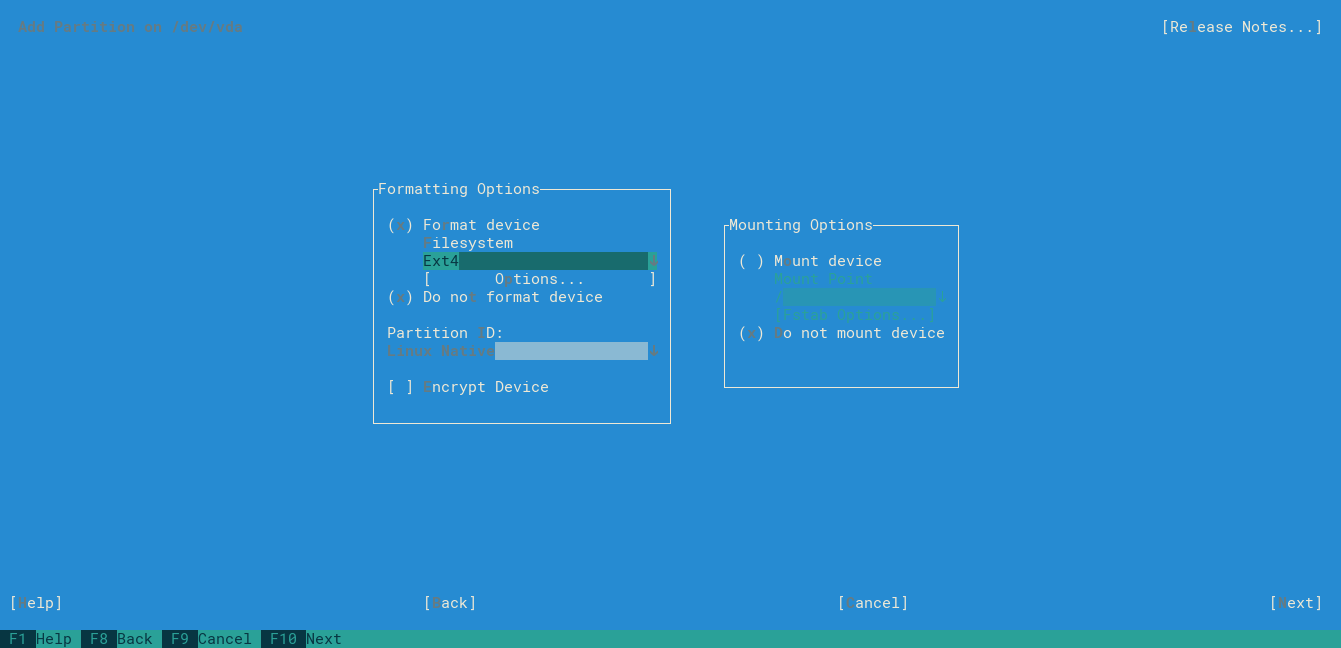 Add Partition on /dev/vdb [Release Notes...]
Formatting Options
(x) Format device
Filesystem
Ext4
[ Options... ]
( ) Do not format device
Partition ID:
Linux Native
[ ] Encrypt Device
Mounting Options
( ) Mount device
Mount Point
/
[Fstab Options...]
(x) Do not mount device
[Help] [Back] [Cancel] [Next]
F1 Help F8 Back F9 Cancel F10 Next